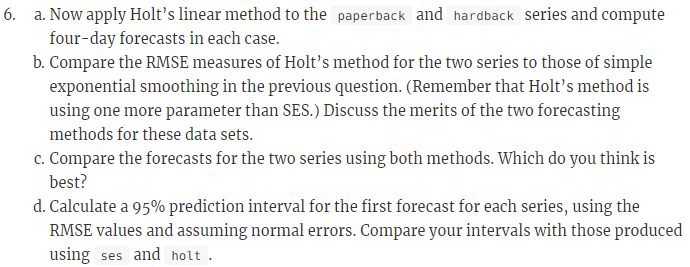 6. a. Now apply Holt’s linear method to the paperback and hardback series and compute
four-day forecasts in each case.
b. Compare the RMSE measures of Holt’s method for the two series to those of simple
exponential smoothing in the previous question. (Remember that Holt’s method is
using one more parameter than SES.) Discuss the merits of the two forecasting
methods for these data sets.
c. Compare the forecasts for the two series using both methods. Which do you think is
best?
d. Calculate a 95% prediction interval for the first forecast for each series, using the
RMSE values and assuming normal errors. Compare your intervals with those produced
using ses and holt .